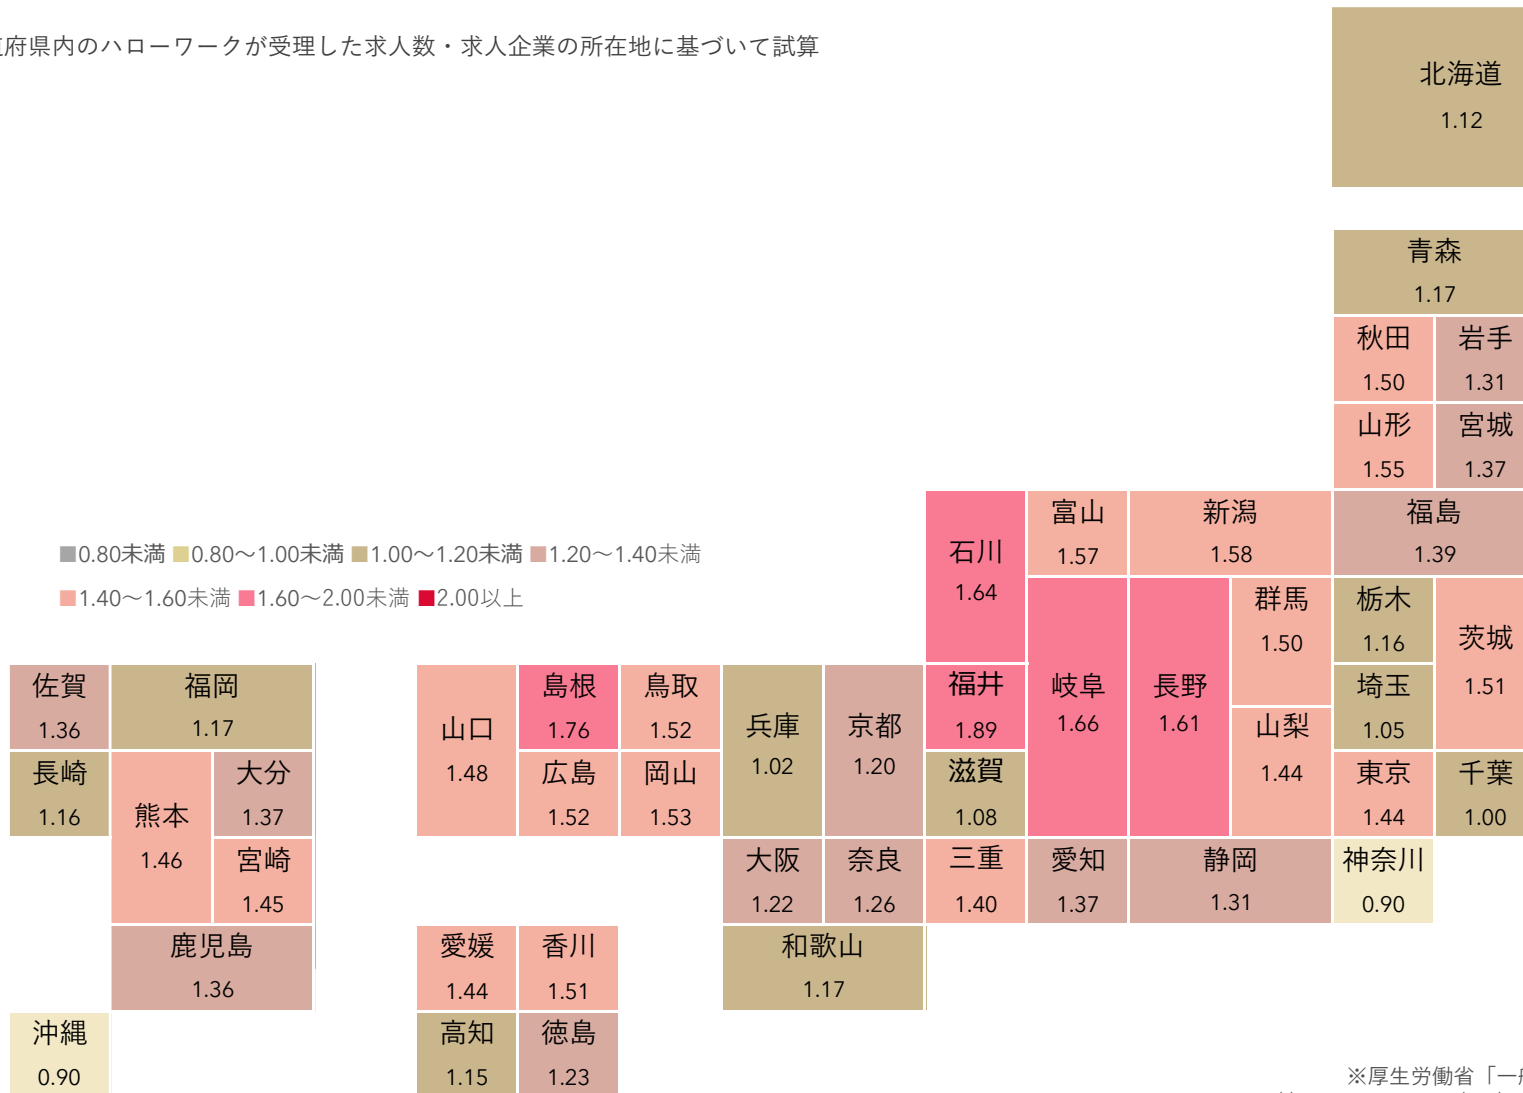 府県内のハローワークが受理した求人数・求人企業の所在地に基づいて試算
北海道
1.12
青森
1.17
秋田 岩手
1.50 1.31
山形 宮城
1.55 1.37
石川 富山 新潟 福島
1.64 1.57 1.58 1.39
■0.80未満 ■0.80～1.00未満 ■1.00～1.20未満 ■1.20～1.40未満
■1.40～1.60未満 ■1.60～2.00未満 ■2.00以上
群馬 栃木 茨城
1.50 1.16 1.51
佐賀 福岡
1.36 1.17
山口 島根 鳥取 兵庫 京都 福井 岐阜 長野 山梨 埼玉
1.48 1.76 1.52 1.02 1.20 1.89 1.66 1.61 1.44 1.05
長崎 熊本 大分
1.16 1.46 1.37
広島 岡山 滋賀 東京 千葉
1.52 1.53 1.08 1.44 1.00
宮崎
1.45
大阪 奈良 三重 愛知 静岡 神奈川
1.22 1.26 1.40 1.37 1.31 0.90
鹿児島
1.36
愛媛 香川 和歌山
1.44 1.51 1.17
沖縄 高知 徳島
0.90 1.15 1.23
※厚生労働省「一